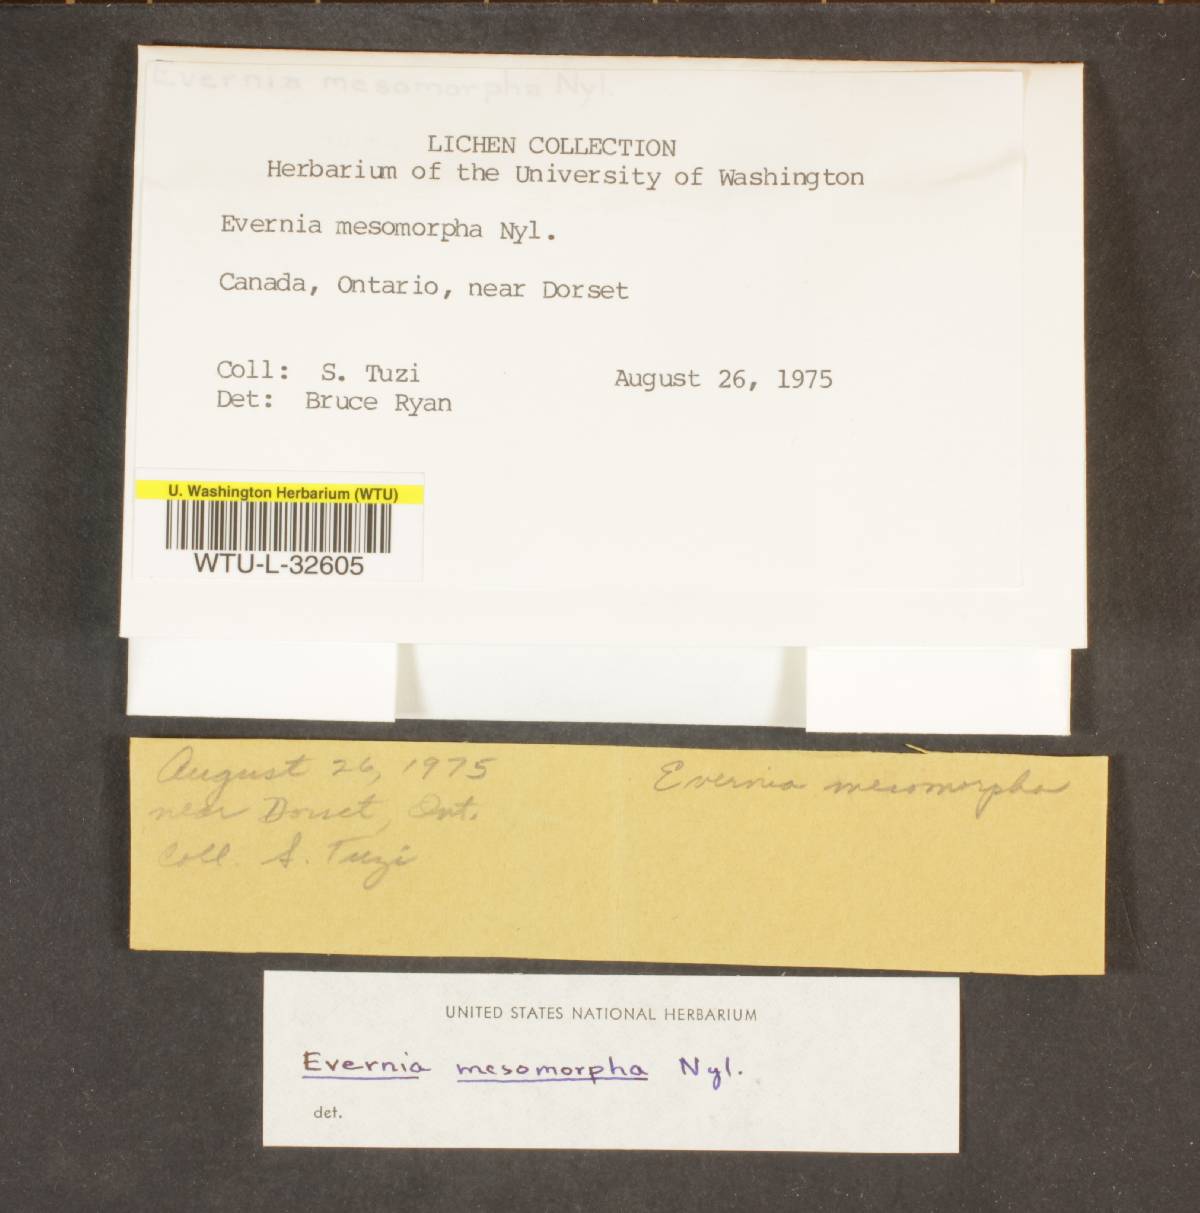 Evernia mesomorpha Nyl.
LICHEN COLLECTION
Herbarium of the University of Washington
Evernia mesomorpha Nyl.
Canada, Ontario, near Dorset
Coll: S. Tuzi August 26, 1975
Det: Bruce Ryan
U. Washington Herbarium (WTU)
WTU-L-32605
August 26, 1975 Evernia mesomorpha
near Dorset, Ont.
Coll. S. Tuzi
UNITED STATES NATIONAL HERBARIUM
Evernia mesomorpha Nyl.
det.